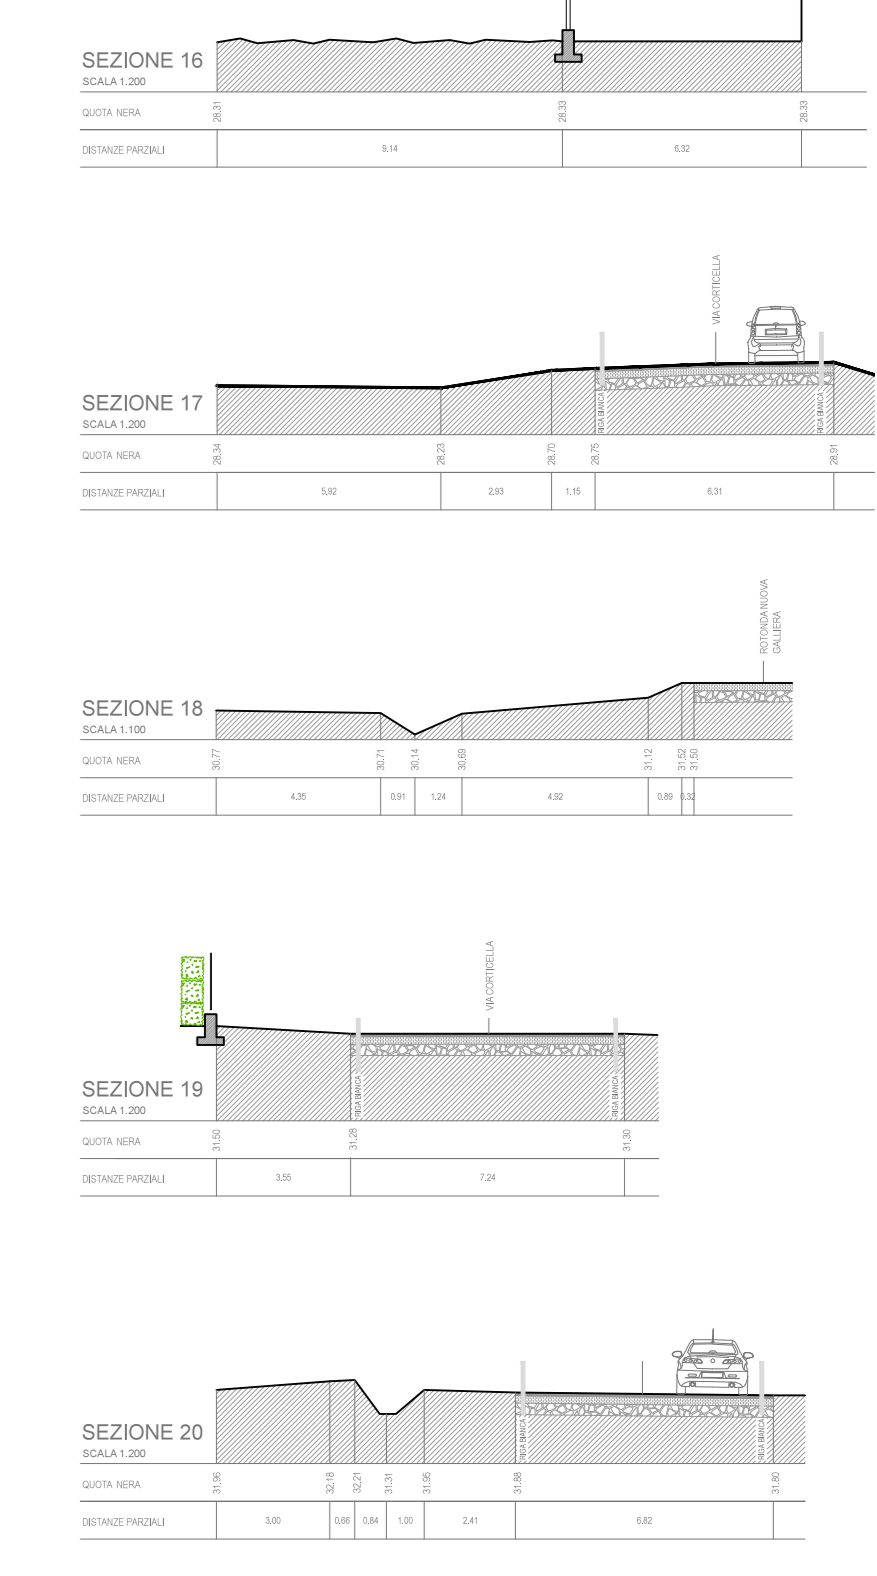 SEZIONE 16
SCALA 1.200
QUOTA NERA
28.31
28.33
28.33
DISTANZE PARZIALI
9.14
6.32
VIA CORTICELLA
RIGA BIANCA
RIGA BIANCA
SEZIONE 17
SCALA 1.200
QUOTA NERA
28.34
28.23
28.70
28.75
28.91
DISTANZE PARZIALI
5.92
2.93
1.15
6.31
ROTONDA NUOVA
GALLIERA
SEZIONE 18
SCALA 1.100
QUOTA NERA
30.77
30.71
30.14
30.69
31.12
31.52
31.50
DISTANZE PARZIALI
4.35
0.91
1.24
4.92
0.89
0.32
VIA CORTICELLA
RIGA BIANCA
RIGA BIANCA
SEZIONE 19
SCALA 1.200
QUOTA NERA
31.50
31.28
31.30
DISTANZE PARZIALI
3.55
7.24
RIGA BIANCA
RIGA BIANCA
SEZIONE 20
SCALA 1.200
QUOTA NERA
31.96
32.18
32.21
31.31
31.95
31.88
31.80
DISTANZE PARZIALI
3.00
0.66
0.84
1.00
2.41
6.82